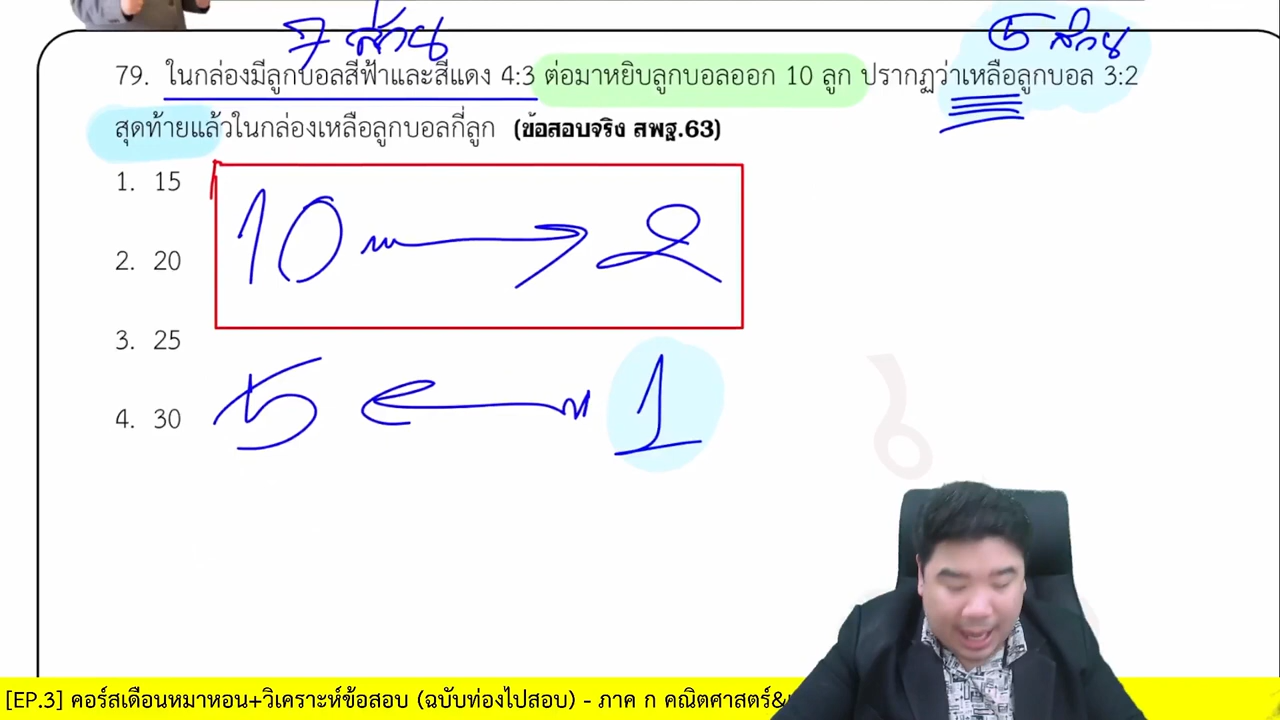 7 ส่วน
5 ส่วน
79. ในกล่องมีลูกบอลสีฟ้าและสีแดง 4:3 ต่อมาหยิบลูกบอลออก 10 ลูก ปรากฏว่าเหลือลูกบอล 3:2
สุดท้ายแล้วในกล่องเหลือลูกบอลกี่ลูก (ข้อสอบจริง สพฐ.63)
1. 15
10 → 2
2. 20
3. 25
5 ← 1
4. 30
[EP.3] คอร์สเดือนหมาหอน+วิเคราะห์ข้อสอบ (ฉบับท่องไปสอบ) - ภาค ก คณิตศาสตร์&